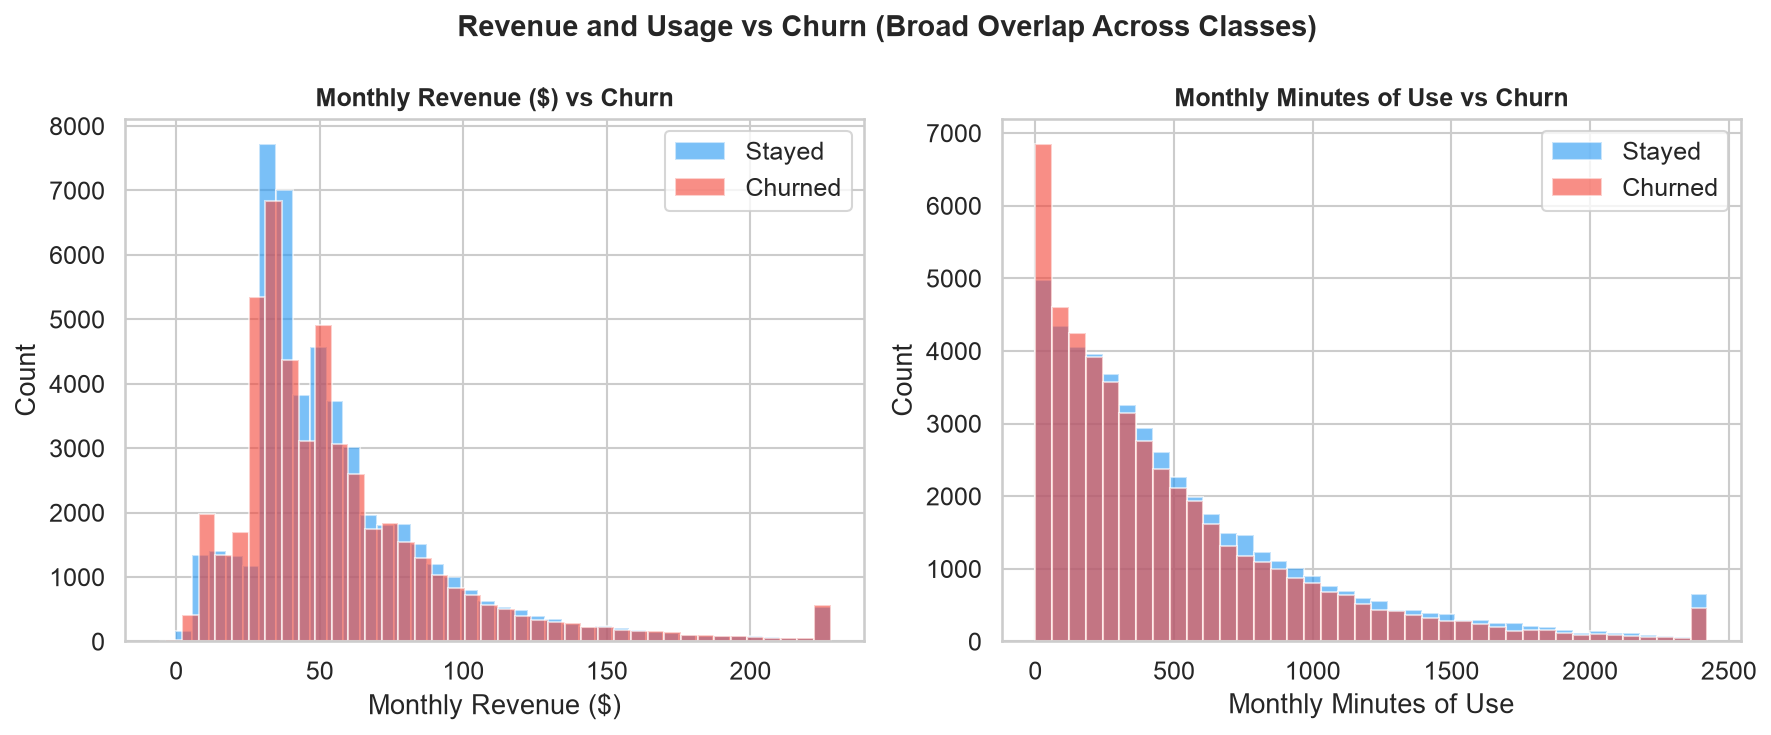 Revenue and Usage vs Churn (Broad Overlap Across Classes)
Monthly Revenue ($) vs Churn
8000
7000
6000
5000
4000
3000
2000
1000
0
Count
Stayed
Churned
0 50 100 150 200
Monthly Revenue ($)
Monthly Minutes of Use vs Churn
7000
6000
5000
4000
3000
2000
1000
0
Count
Stayed
Churned
0 500 1000 1500 2000 2500
Monthly Minutes of Use